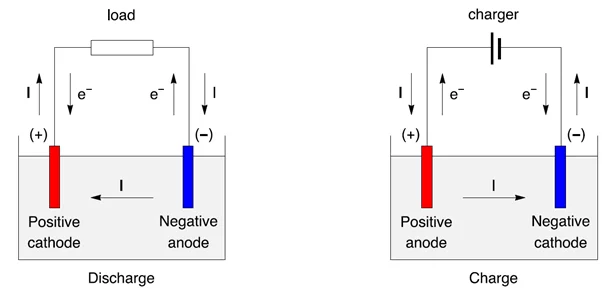 load
I
e⁻
e⁻
I
(+)
(−)
I
Positive
cathode
Negative
anode
Discharge
charger
I
e⁻
e⁻
I
(+)
(−)
I
Positive
anode
Negative
cathode
Charge